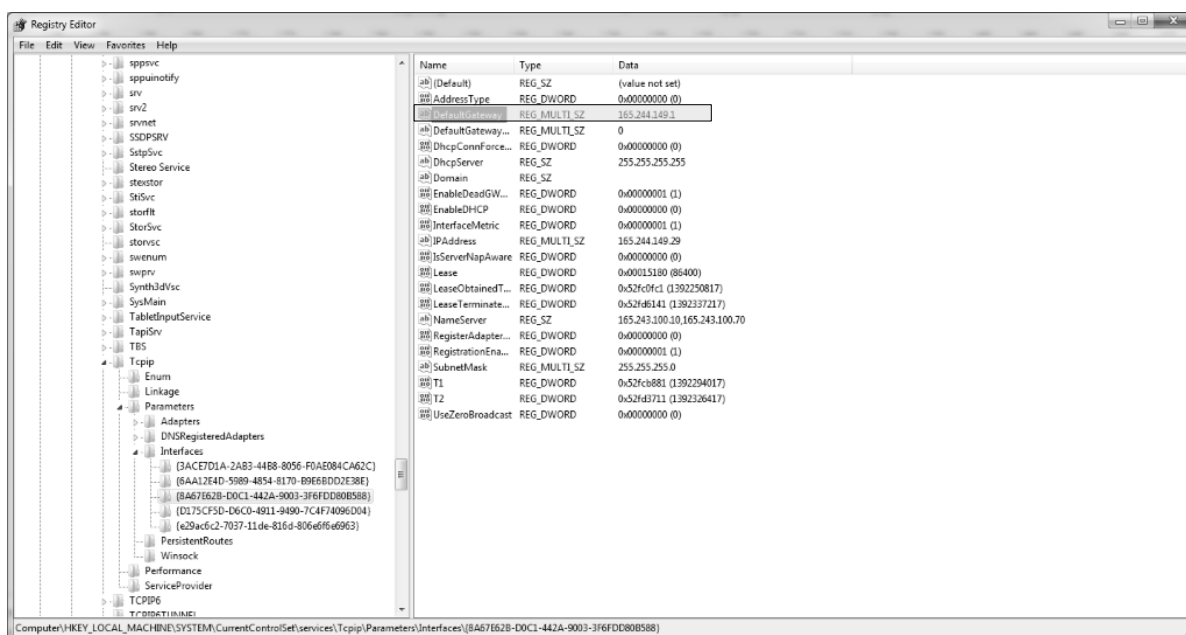 Registry Editor
File Edit View Favorites Help
sppsvc
sppuinotify
srv
srv2
srvnet
SSDPSRV
SstpSvc
Stereo Service
stexstor
StiSvc
storflt
StorSvc
storvsc
swenum
swprv
Synth3dVsc
SysMain
TabletInputService
TapiSrv
TBS
Tcpip
Enum
Linkage
Parameters
Adapters
DNSRegisteredAdapters
Interfaces
{3ACE7D1A-2AB3-44B8-8056-F0AE084CA62C}
{6AA12E4D-5989-4854-8170-B9E6BDD2E38E}
{8A67E62B-D0C1-442A-9003-3F6FDD80B588}
{D175CF5D-D6C0-4911-9490-7C4F74096D04}
{e29ac6c2-7037-11de-816d-806e6f6e6963}
PersistentRoutes
Winsock
Performance
ServiceProvider
TCPIP6
TCPIP6TUNNEL
Name Type Data
(Default) REG_SZ (value not set)
AddressType REG_DWORD 0x00000000 (0)
DefaultGateway REG_MULTI_SZ 165.244.149.1
DefaultGateway... REG_MULTI_SZ 0
DhcpConnForce... REG_DWORD 0x00000000 (0)
DhcpServer REG_SZ 255.255.255.255
Domain REG_SZ
EnableDeadGW... REG_DWORD 0x00000001 (1)
EnableDHCP REG_DWORD 0x00000000 (0)
InterfaceMetric REG_DWORD 0x00000001 (1)
IPAddress REG_MULTI_SZ 165.244.149.29
IsServerNapAware REG_DWORD 0x00000000 (0)
Lease REG_DWORD 0x00015180 (86400)
LeaseObtainedT... REG_DWORD 0x52fc0fc1 (1392250817)
LeaseTerminate... REG_DWORD 0x52fd6141 (1392337217)
NameServer REG_SZ 165.243.100.10,165.243.100.70
RegisterAdapter... REG_DWORD 0x00000000 (0)
RegistrationEna... REG_DWORD 0x00000001 (1)
SubnetMask REG_MULTI_SZ 255.255.255.0
T1 REG_DWORD 0x52fcb881 (1392294017)
T2 REG_DWORD 0x52fd3711 (1392326417)
UseZeroBroadcast REG_DWORD 0x00000000 (0)
Computer\HKEY_LOCAL_MACHINE\SYSTEM\CurrentControlSet\services\Tcpip\Parameters\Interfaces\{8A67E62B-D0C1-442A-9003-3F6FDD80B588}